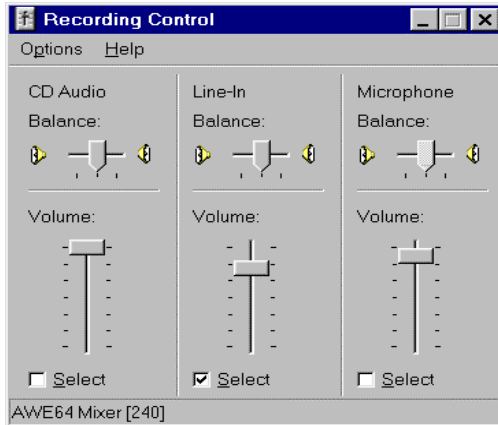 Recording Control
Options Help
CD Audio
Balance:
Volume:
Select
Line-In
Balance:
Volume:
Select
Microphone
Balance:
Volume:
Select
AWE64 Mixer [240]